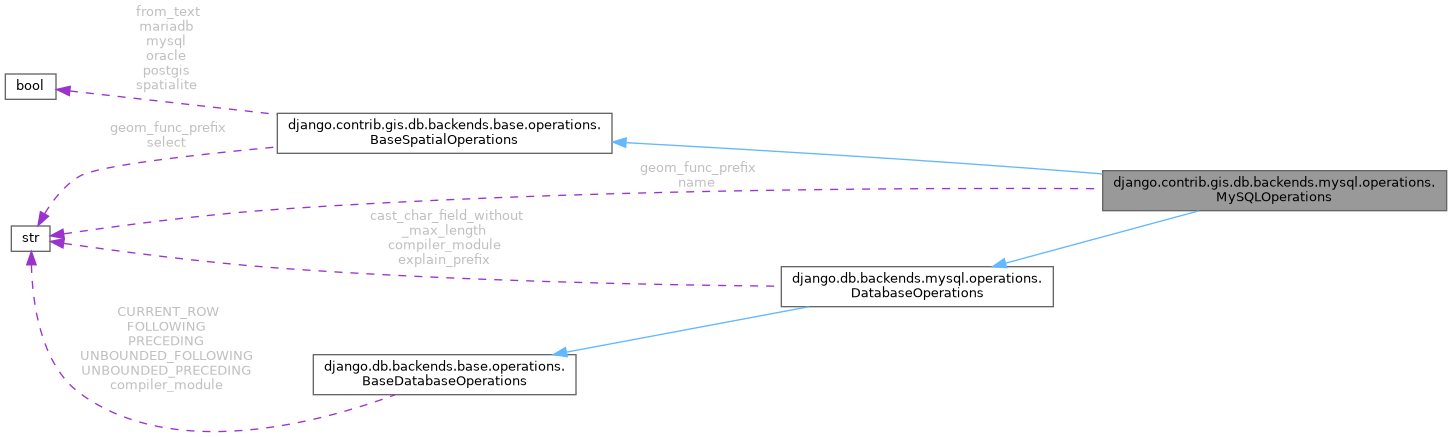 from_text
mariadb
mysql
oracle
postgis
spatialite
bool
django.contrib.gis.db.backends.base.operations.
BaseSpatialOperations
geom_func_prefix
select
geom_func_prefix
name
django.contrib.gis.db.backends.mysql.operations.
MySQLOperations
cast_char_field_without
_max_length
compiler_module
explain_prefix
str
django.db.backends.mysql.operations.
DatabaseOperations
CURRENT_ROW
FOLLOWING
PRECEDING
UNBOUNDED_FOLLOWING
UNBOUNDED_PRECEDING
compiler_module
django.db.backends.base.operations.
BaseDatabaseOperations